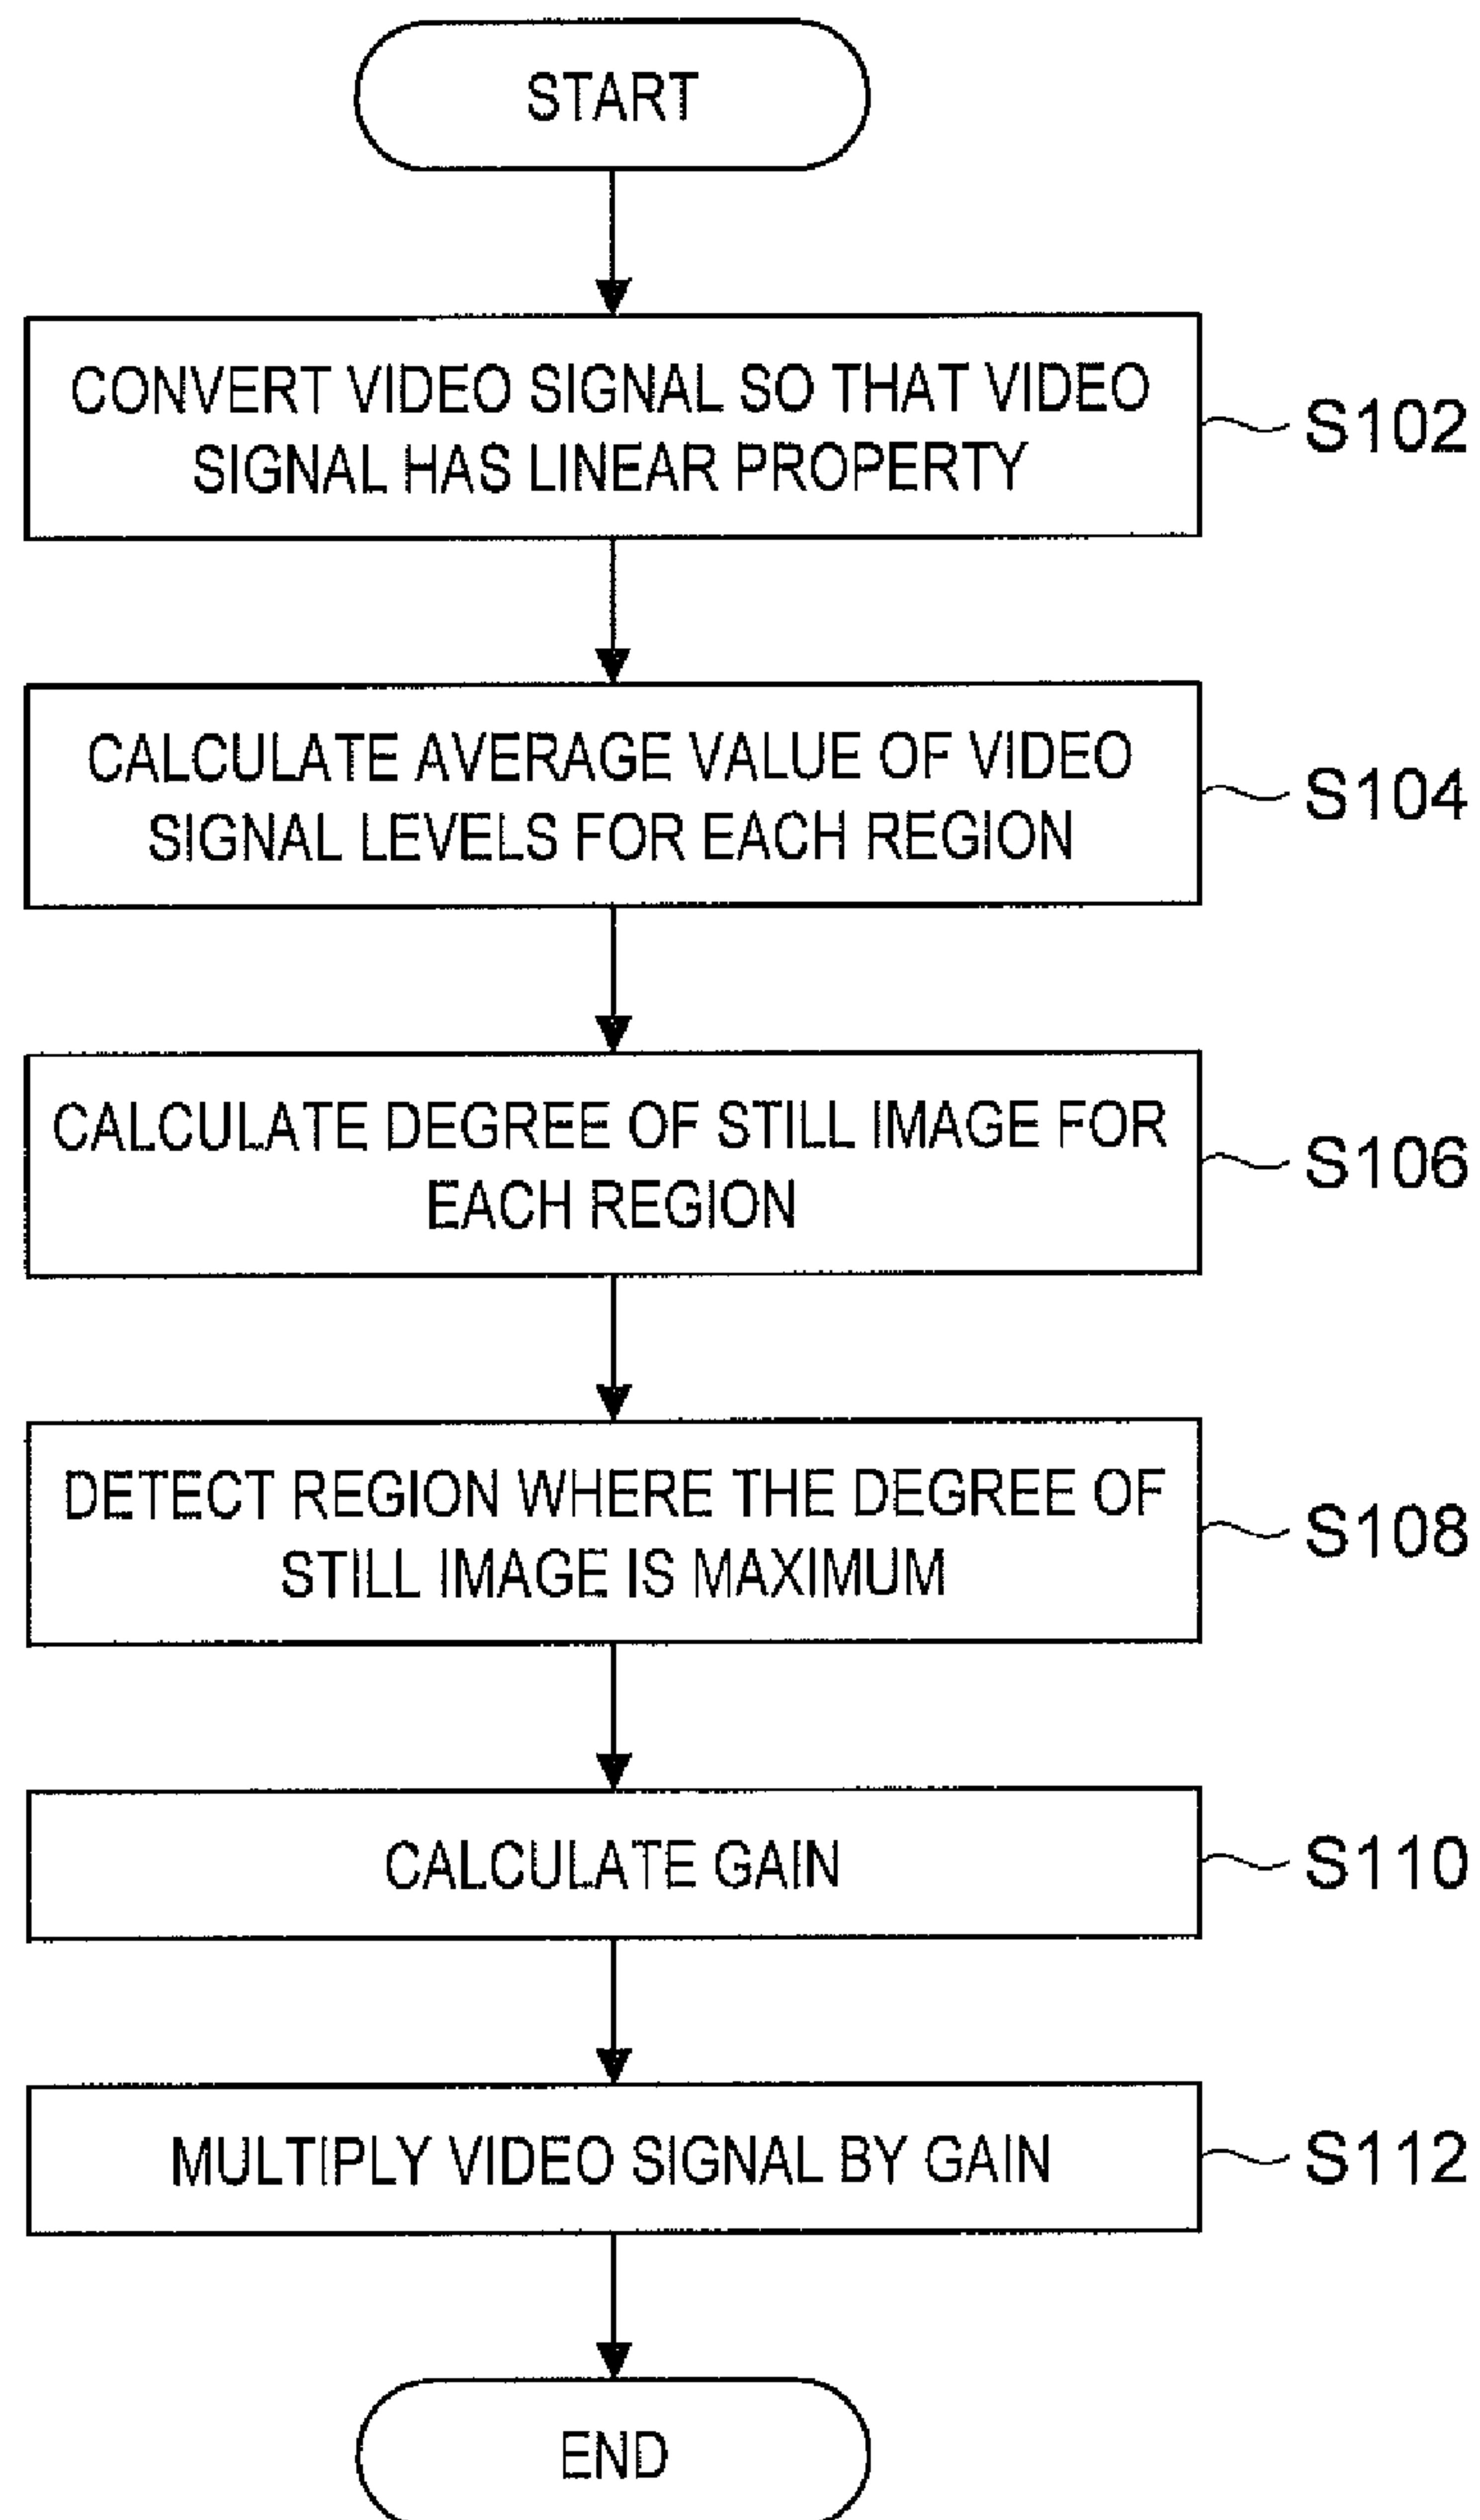 START
CONVERT VIDEO SIGNAL SO THAT VIDEO
SIGNAL HAS LINEAR PROPERTY
S102
CALCULATE AVERAGE VALUE OF VIDEO
SIGNAL LEVELS FOR EACH REGION
S104
CALCULATE DEGREE OF STILL IMAGE FOR
EACH REGION
S106
DETECT REGION WHERE THE DEGREE OF
STILL IMAGE IS MAXIMUM
S108
CALCULATE GAIN
S110
MULTIPLY VIDEO SIGNAL BY GAIN
S112
END